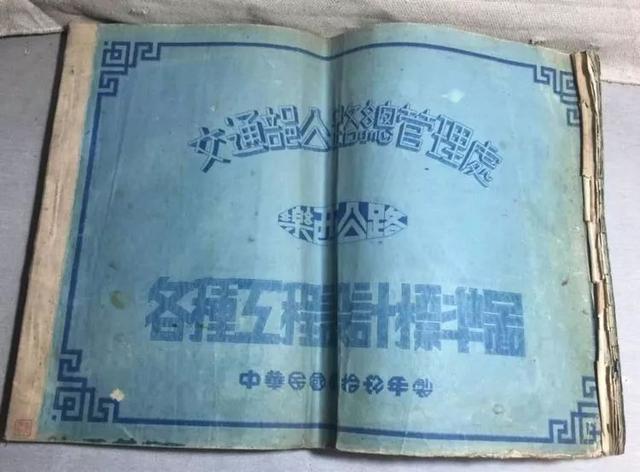 交通部公路總管理處
樂西公路
各種工程設計標準圖
中華民國拾年製